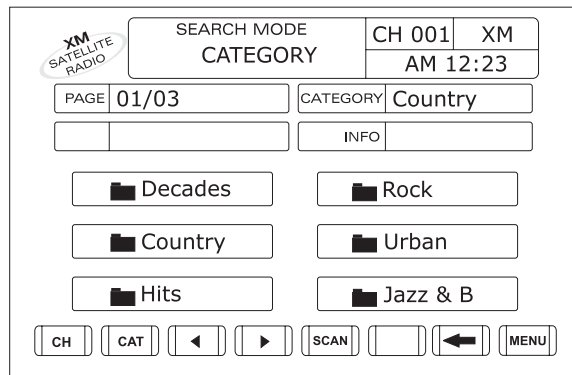 XM
SATELLITE
RADIO
SEARCH MODE
CATEGORY
CH 001 XM
AM 12:23
PAGE 01/03
CATEGORY Country
INFO
Decades
Rock
Country
Urban
Hits
Jazz & B
CH CAT SCAN MENU